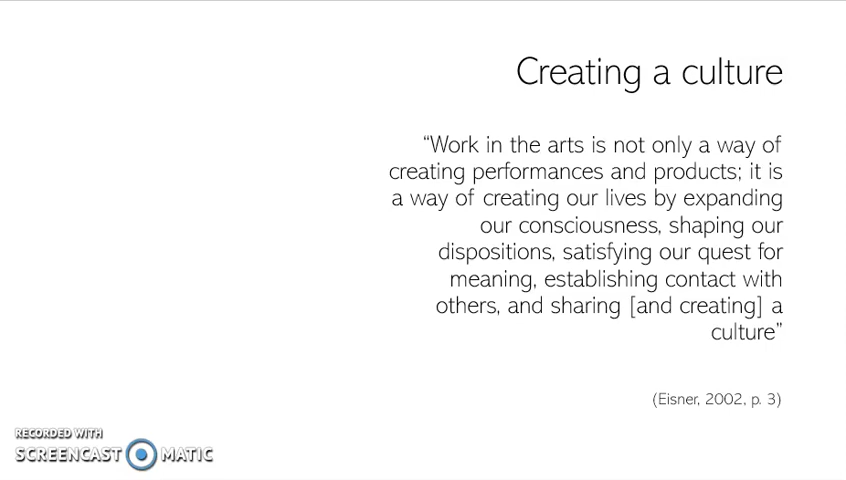 Creating a culture
“Work in the arts is not only a way of
creating performances and products; it is
a way of creating our lives by expanding
our consciousness, shaping our
dispositions, satisfying our quest for
meaning, establishing contact with
others, and sharing [and creating] a
culture”
(Eisner, 2002, p. 3)
RECORDED WITH
SCREENCAST MATIC